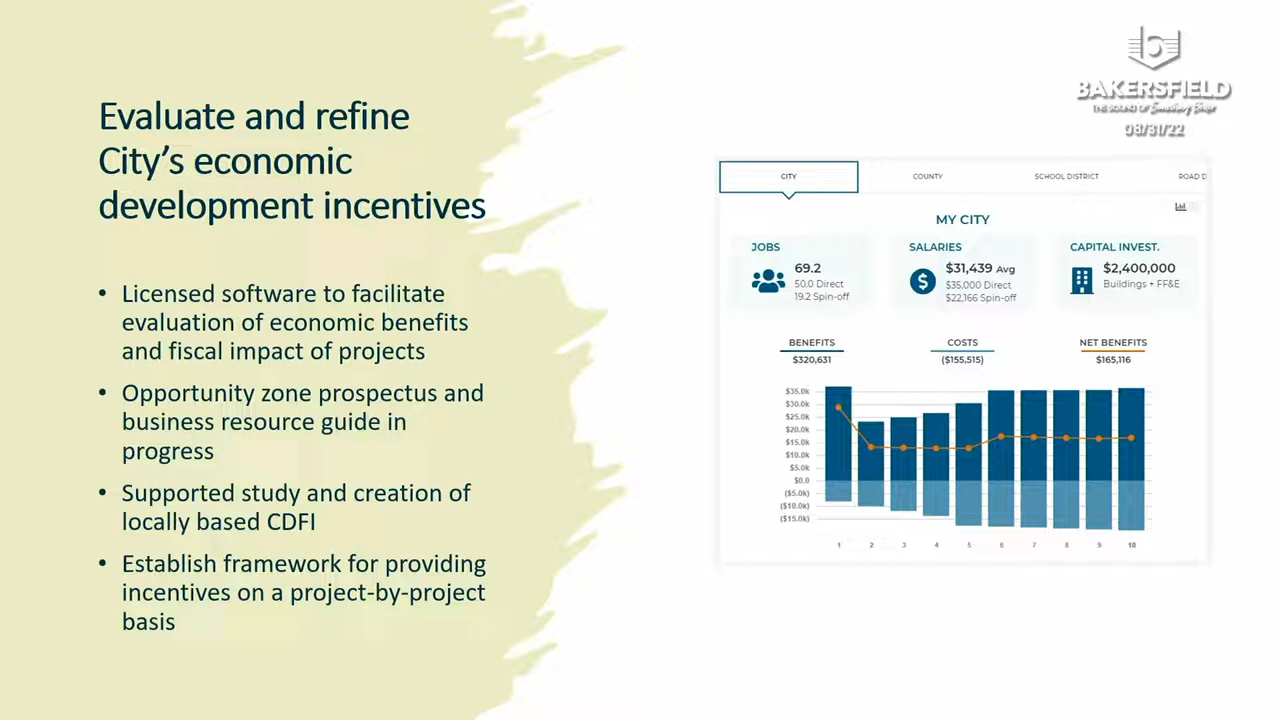 Evaluate and refine
City’s economic
development incentives
• Licensed software to facilitate
evaluation of economic benefits
and fiscal impact of projects
• Opportunity zone prospectus and
business resource guide in
progress
• Supported study and creation of
locally based CDFI
• Establish framework for providing
incentives on a project-by-project
basis
BAKERSFIELD
THE SOUND OF Something Better
08/31/22
CITY COUNTY SCHOOL DISTRICT ROAD D
MY CITY
JOBS
69.2
50.0 Direct
19.2 Spin-off
SALARIES
$31,439 Avg
$35,000 Direct
$22,166 Spin-off
CAPITAL INVEST.
$2,400,000
Buildings + FF&E
BENEFITS
$320,631
COSTS
($155,515)
NET BENEFITS
$165,116
$35.0k
$30.0k
$25.0k
$20.0k
$15.0k
$10.0k
$5.0k
$0.0
($5.0k)
($10.0k)
($15.0k)
1 2 3 4 5 6 7 8 9 10